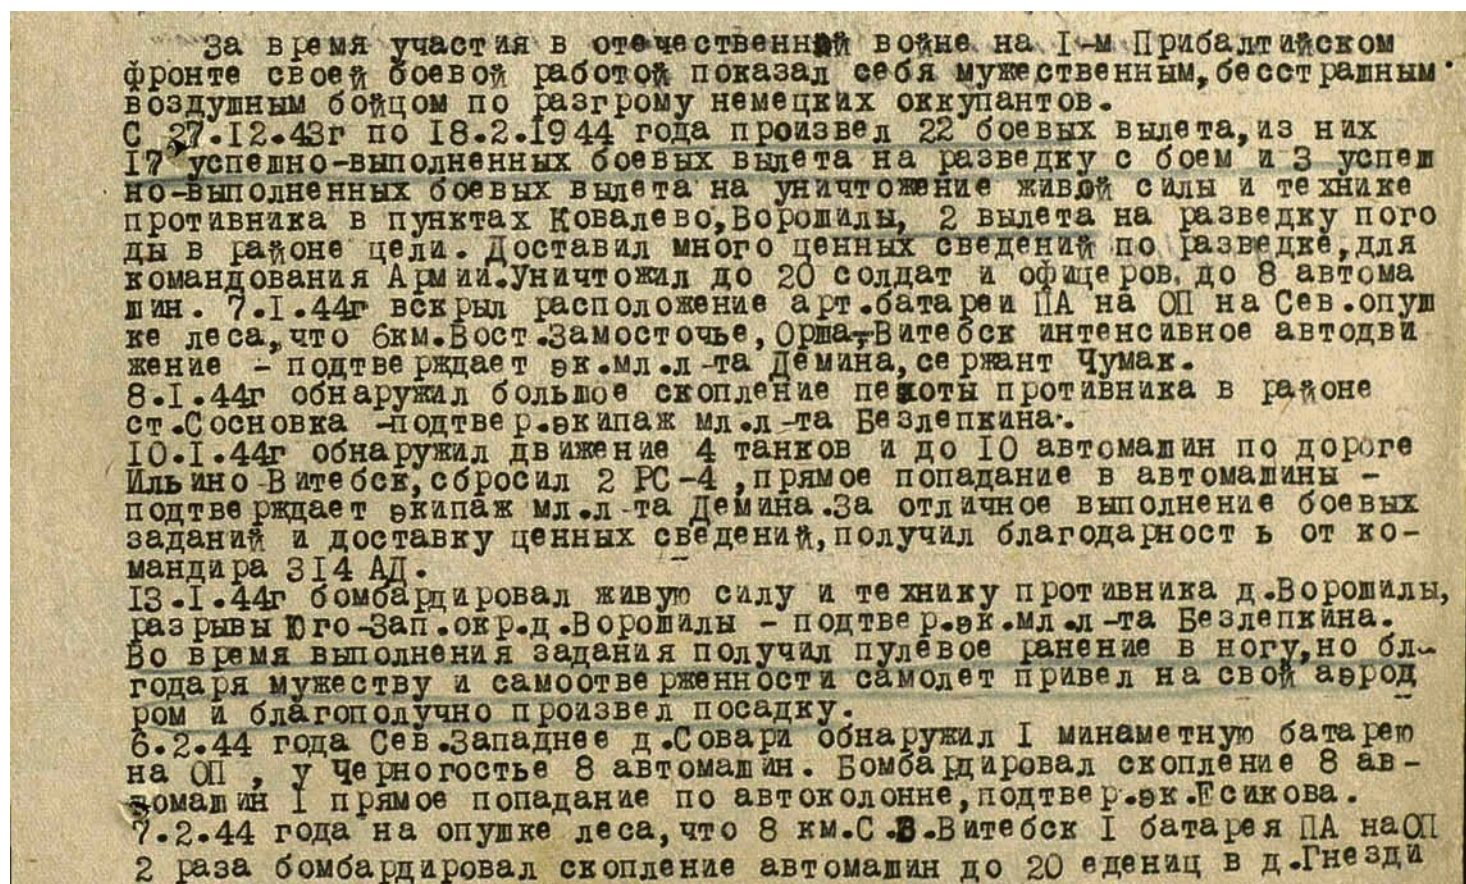 За время участия в отечественной войне на I-м Прибалтийском
фронте своей боевой работой показал себя мужественным, бесстрашным
воздушным бойцом по разгрому немецких оккупантов.
С 27.12.43г по I8.2.I944 года произвел 22 боевых вылета, из них
I7 успешно-выполненных боевых вылета на разведку с боем и 3 успеш
но-выполненных боевых вылета на уничтожение живой силы и технике
противника в пунктах Ковалево, Ворошилы, 2 вылета на разведку пого
ды в районе цели. Доставил много ценных сведений по разведке, для
командования Армии. Уничтожил до 20 солдат и офицеров, до 8 автома
шин. 7.I.44г вскрыл расположение арт.батареи ПА на ОП на Сев.опуш
ке леса, что 6км.Вост.Замосточье, Орша-Витебск интенсивное автодви
жение - подтверждает эк.мл.л-та Демина, сержант Чумак.
8.I.44г обнаружил большое скопление пехоты противника в районе
ст.Сосновка -подтвер.экипаж мл.л-та Безлепкина.
IO.I.44г обнаружил движение 4 танков и до IO автомашин по дороге
Ильино-Витебск, сбросил 2 РС-4, прямое попадание в автомашины -
подтверждает экипаж мл.л-та Демина. За отличное выполнение боевых
заданий и доставку ценных сведений, получил благодарность от ко-
мандира 3I4 АД.
I3.I.44г бомбардировал живую силу и технику противника д.Ворошилы,
разрывы Юго-Зап.окр.д.Ворошилы - подтвер.эк.мл.л-та Безлепкина.
Во время выполнения задания получил пулевое ранение в ногу, но бла-
годаря мужеству и самоотверженности самолет привел на свой аэрод
ром и благополучно произвел посадку.
6.2.44 года Сев.Западнее д.Совари обнаружил I минаметную батарею
на ОП, у Черногостье 8 автомашин. Бомбардировал скопление 8 ав-
томашин I прямое попадание по автоколонне, подтвер.эк.Есикова.
7.2.44 года на опушке леса, что 8 км.С.В.Витебск I батарея ПА на ОП
2 раза бомбардировал скопление автомашин до 20 едениц в д.Гнезди